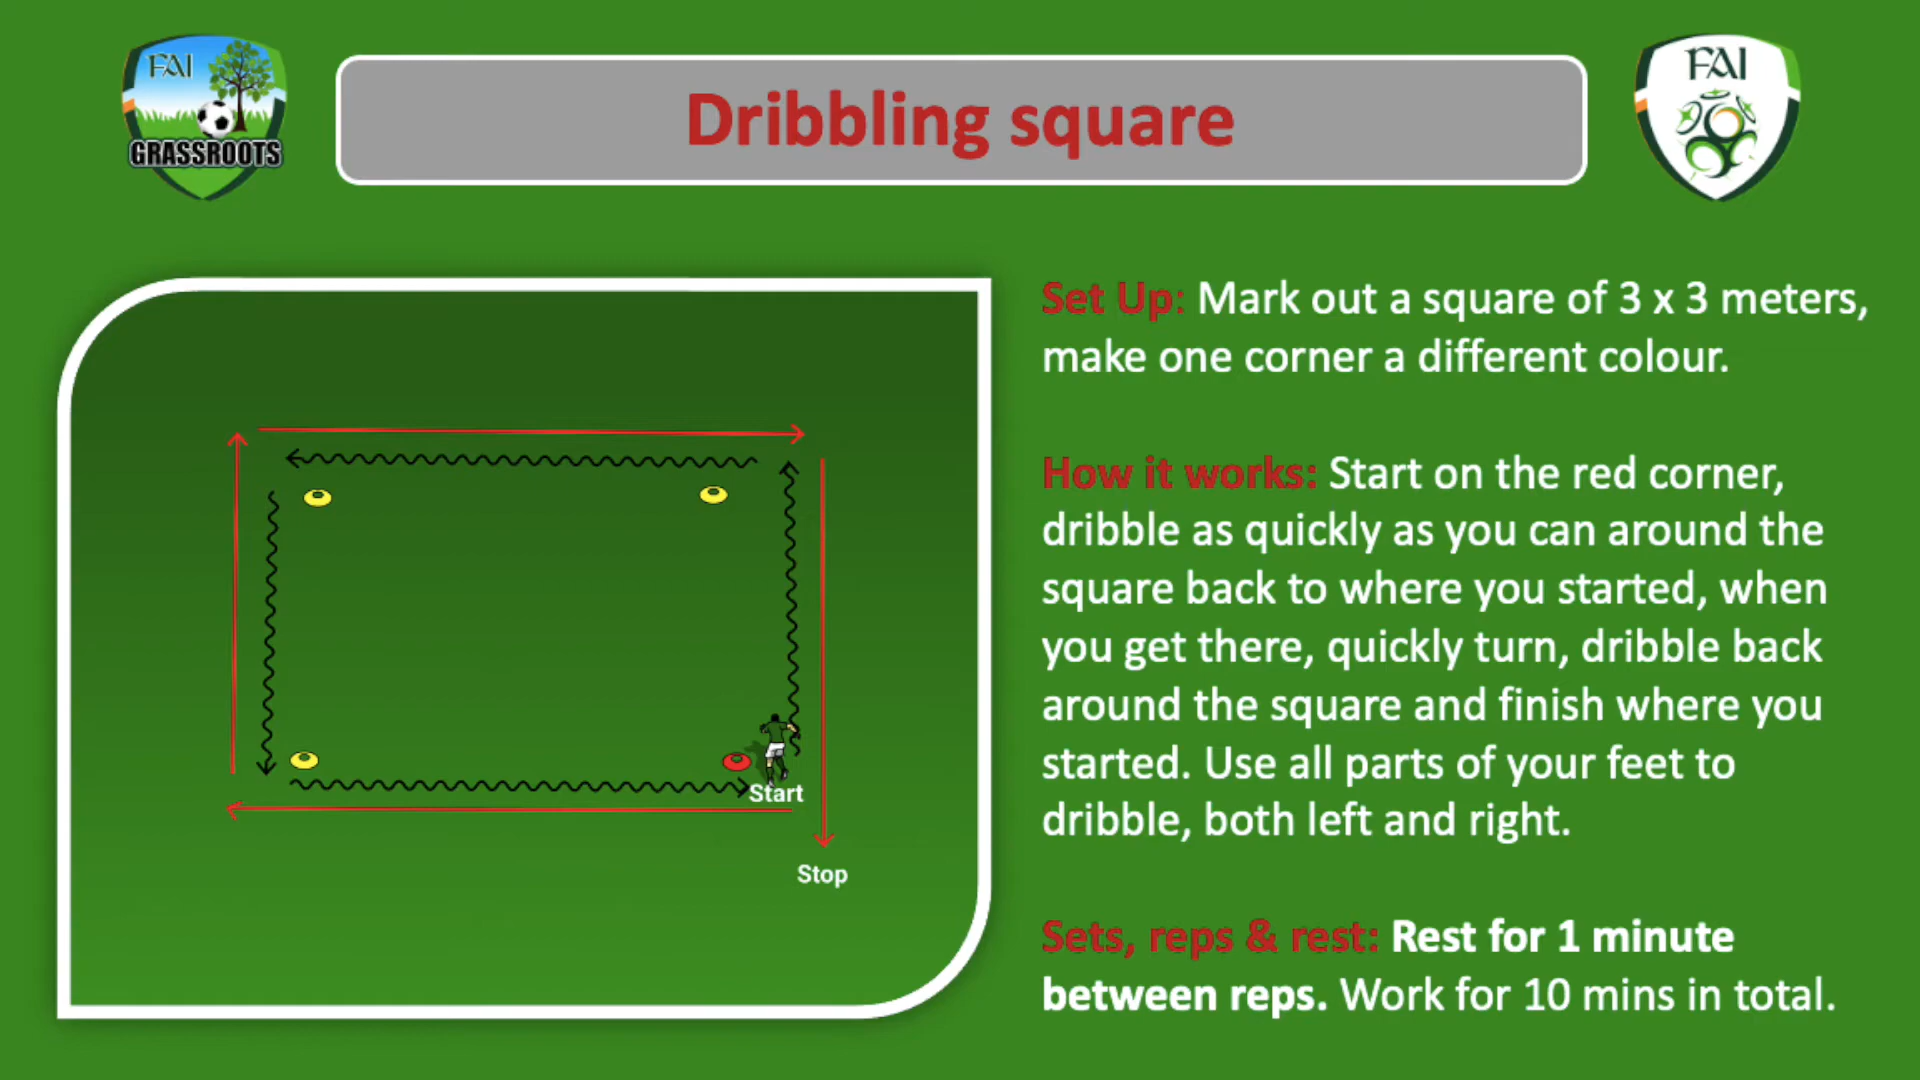 FAI
GRASSROOTS
Dribbling square
FAI
Set Up: Mark out a square of 3 x 3 meters,
make one corner a different colour.
How it works: Start on the red corner,
dribble as quickly as you can around the
square back to where you started, when
you get there, quickly turn, dribble back
around the square and finish where you
started. Use all parts of your feet to
dribble, both left and right.
Sets, reps & rest: Rest for 1 minute
between reps. Work for 10 mins in total.
Start
Stop